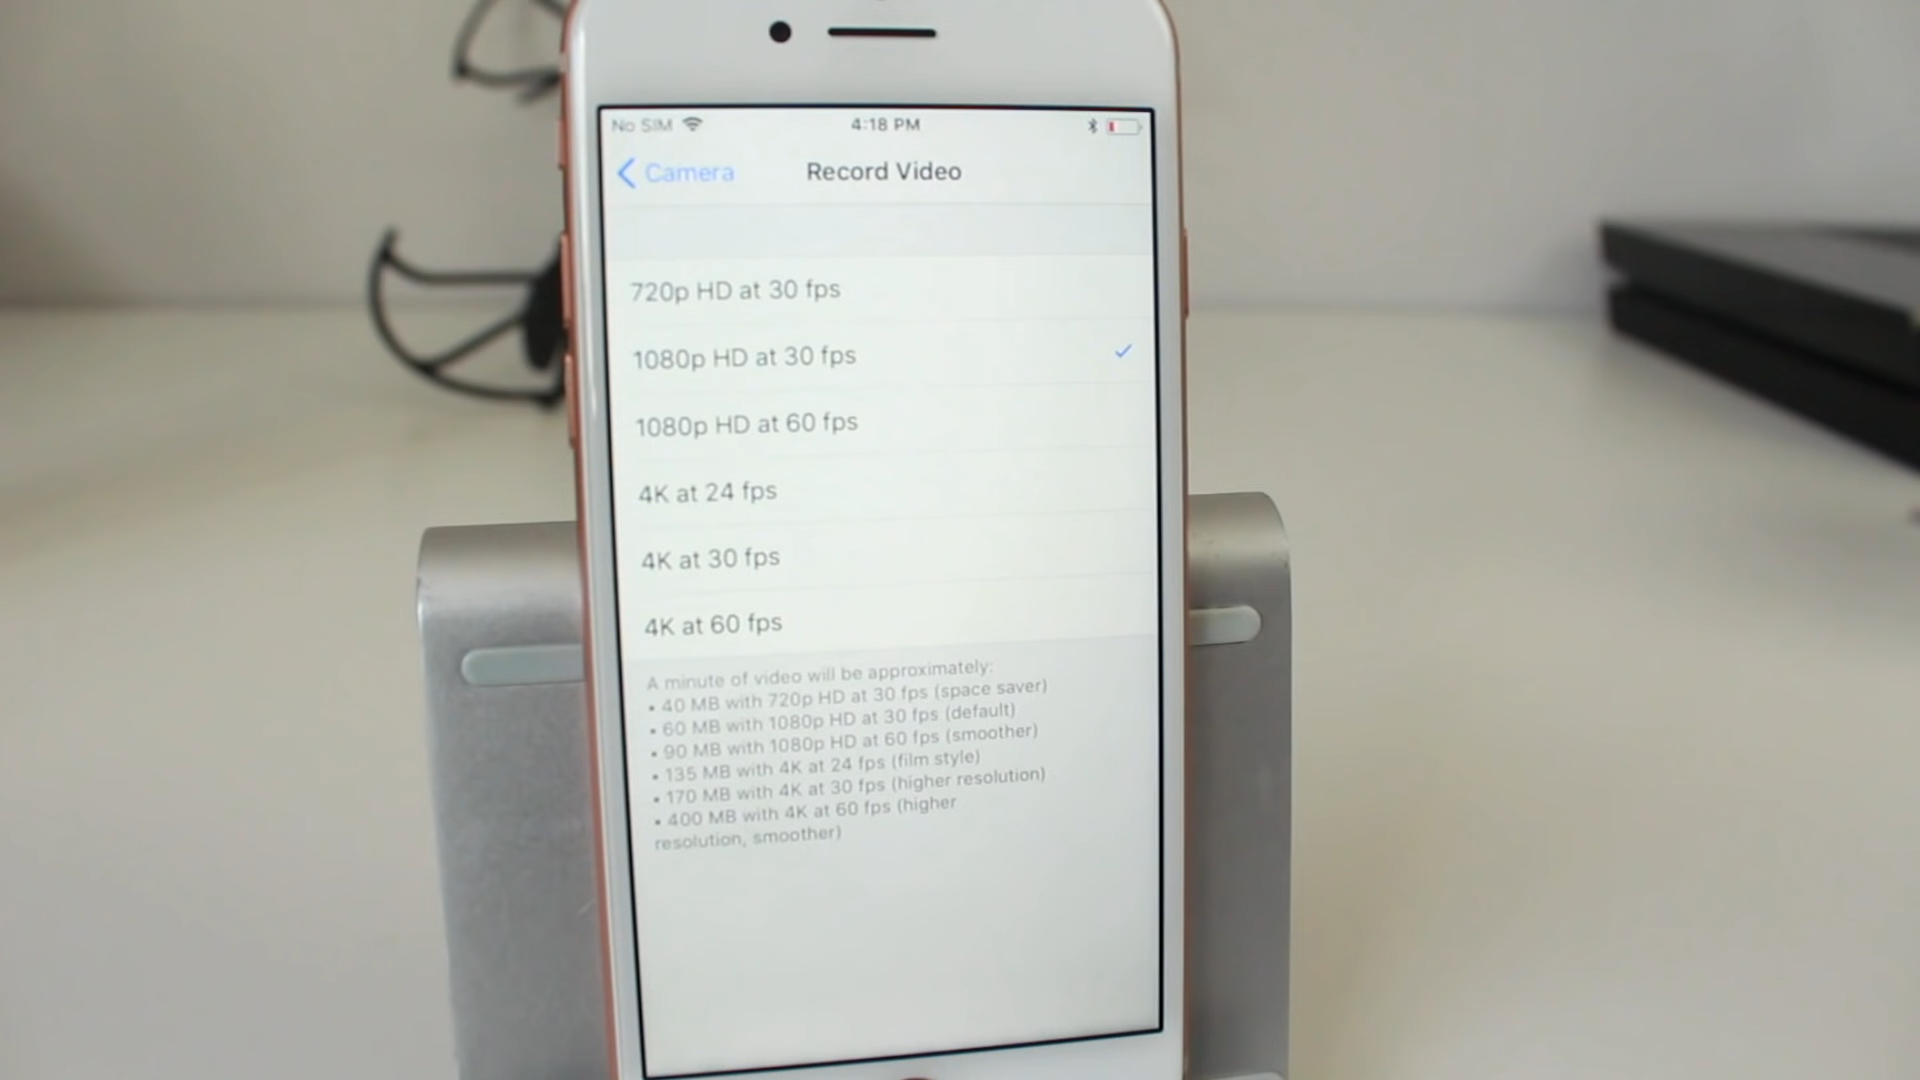 No SIM 4:18 PM
Camera Record Video
720p HD at 30 fps
1080p HD at 30 fps
1080p HD at 60 fps
4K at 24 fps
4K at 30 fps
4K at 60 fps
A minute of video will be approximately:
• 40 MB with 720p HD at 30 fps (space saver)
• 60 MB with 1080p HD at 30 fps (default)
• 90 MB with 1080p HD at 60 fps (smoother)
• 135 MB with 4K at 24 fps (film style)
• 170 MB with 4K at 30 fps (higher resolution)
• 400 MB with 4K at 60 fps (higher
resolution, smoother)